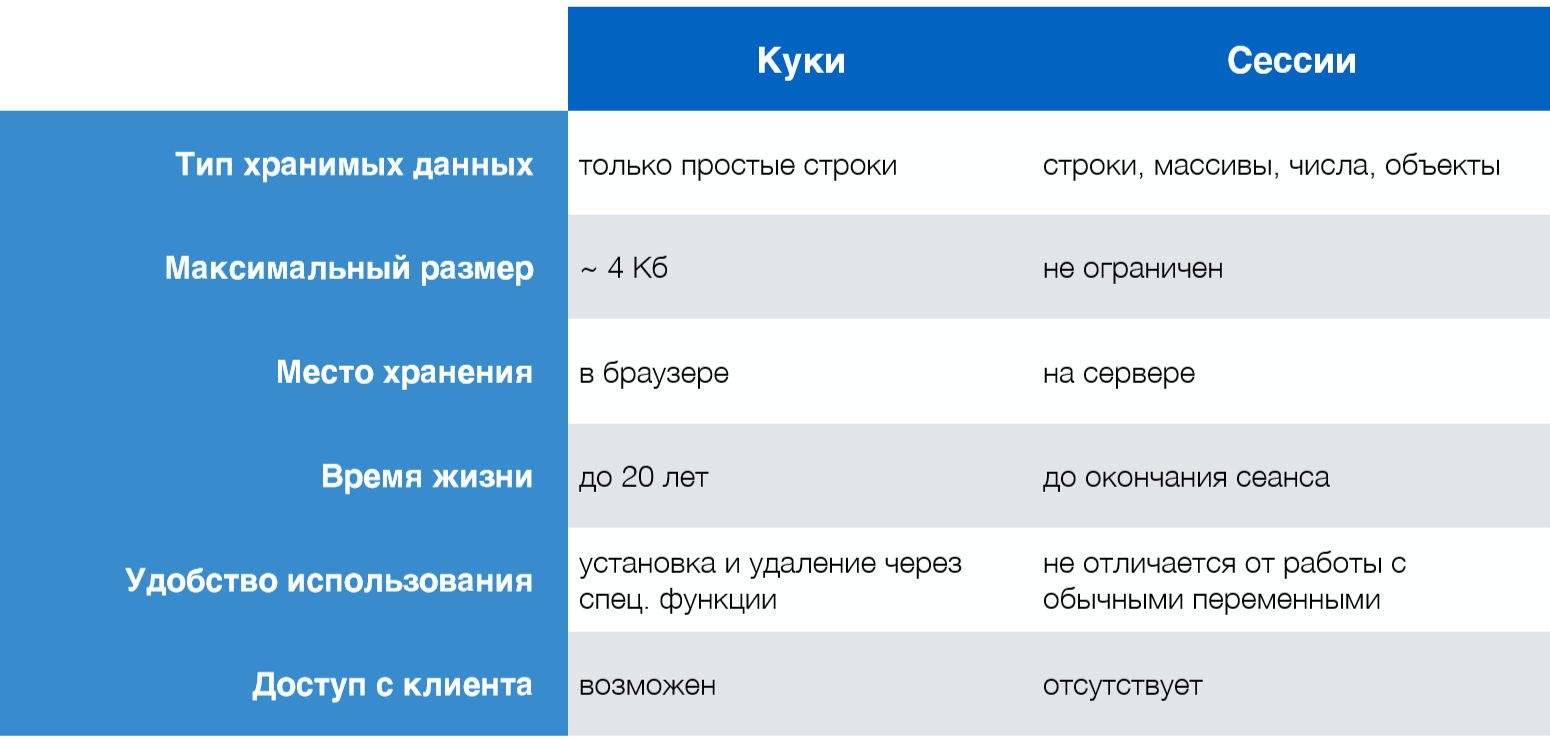 Куки
Сессии
Тип хранимых данных
только простые строки
строки, массивы, числа, объекты
Максимальный размер
~ 4 Кб
не ограничен
Место хранения
в браузере
на сервере
Время жизни
до 20 лет
до окончания сеанса
Удобство использования
установка и удаление через
спец. функции
не отличается от работы с
обычными переменными
Доступ с клиента
возможен
отсутствует